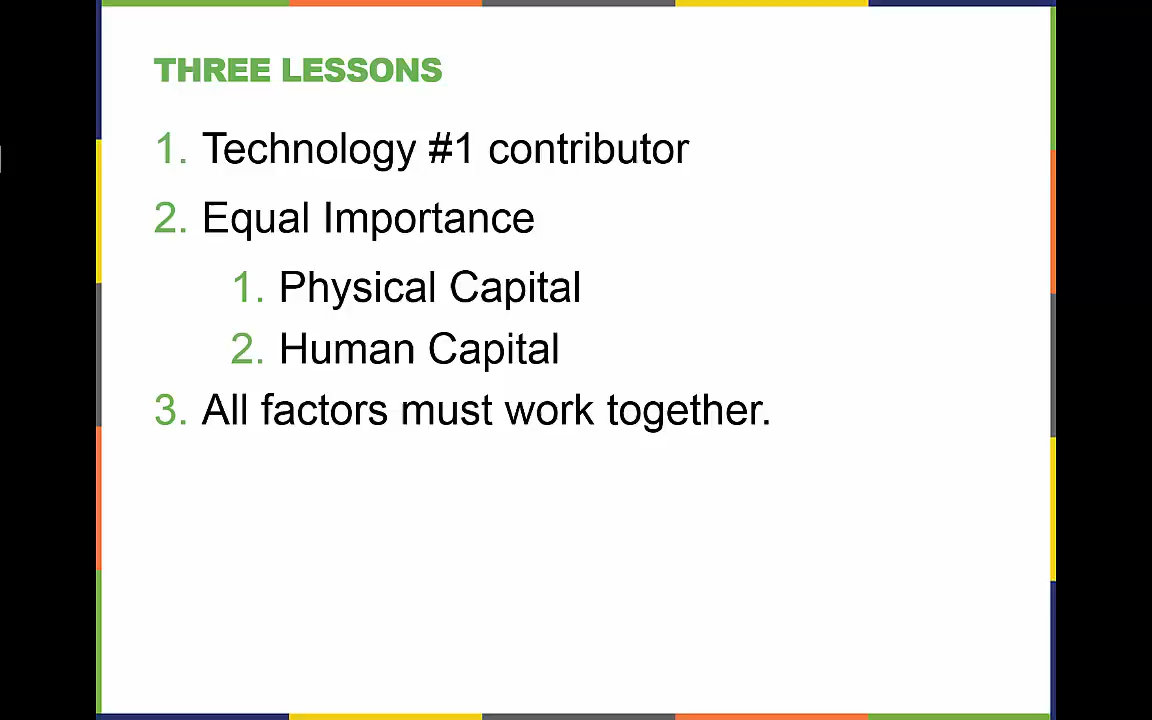 THREE LESSONS
1. Technology #1 contributor
2. Equal Importance
1. Physical Capital
2. Human Capital
3. All factors must work together.